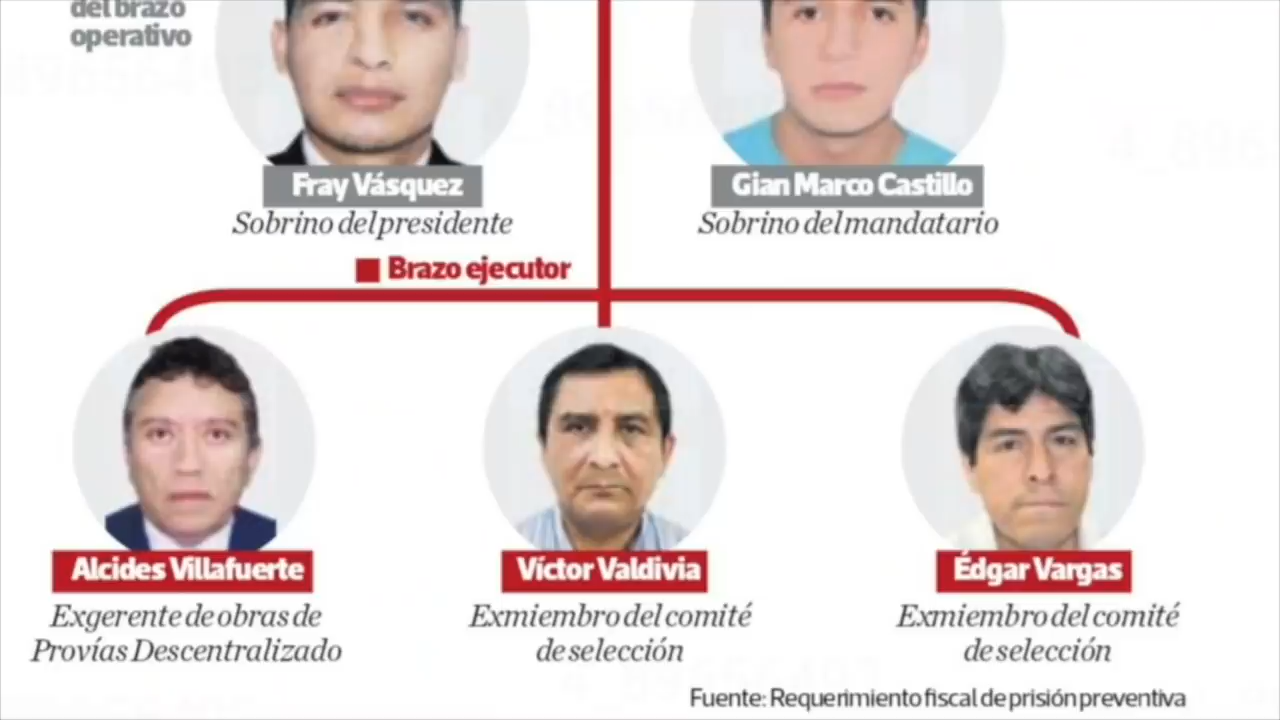 del brazo
operativo
Fray Vásquez
Gian Marco Castillo
Sobrino del presidente
Sobrino del mandatario
Brazo ejecutor
Alcides Villafuerte
Víctor Valdivia
Édgar Vargas
Exgerente de obras de
Provías Descentralizado
Exmiembro del comité
de selección
Exmiembro del comité
de selección
Fuente: Requerimiento fiscal de prisión preventiva